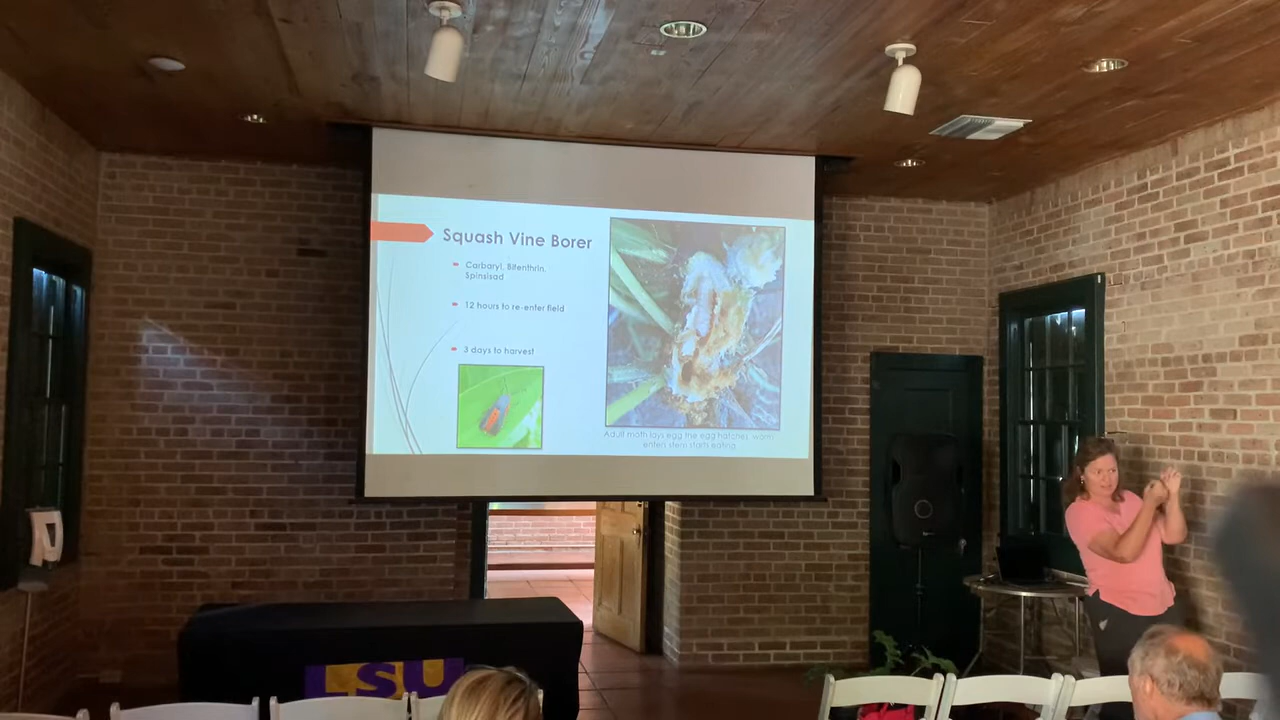 Squash Vine Borer
Carbaryl, Bifenthrin,
Spinsisad
12 hours to re-enter field
3 days to harvest
Adult moth lays egg the egg hatches, worm
enters stem starts eating
LSU